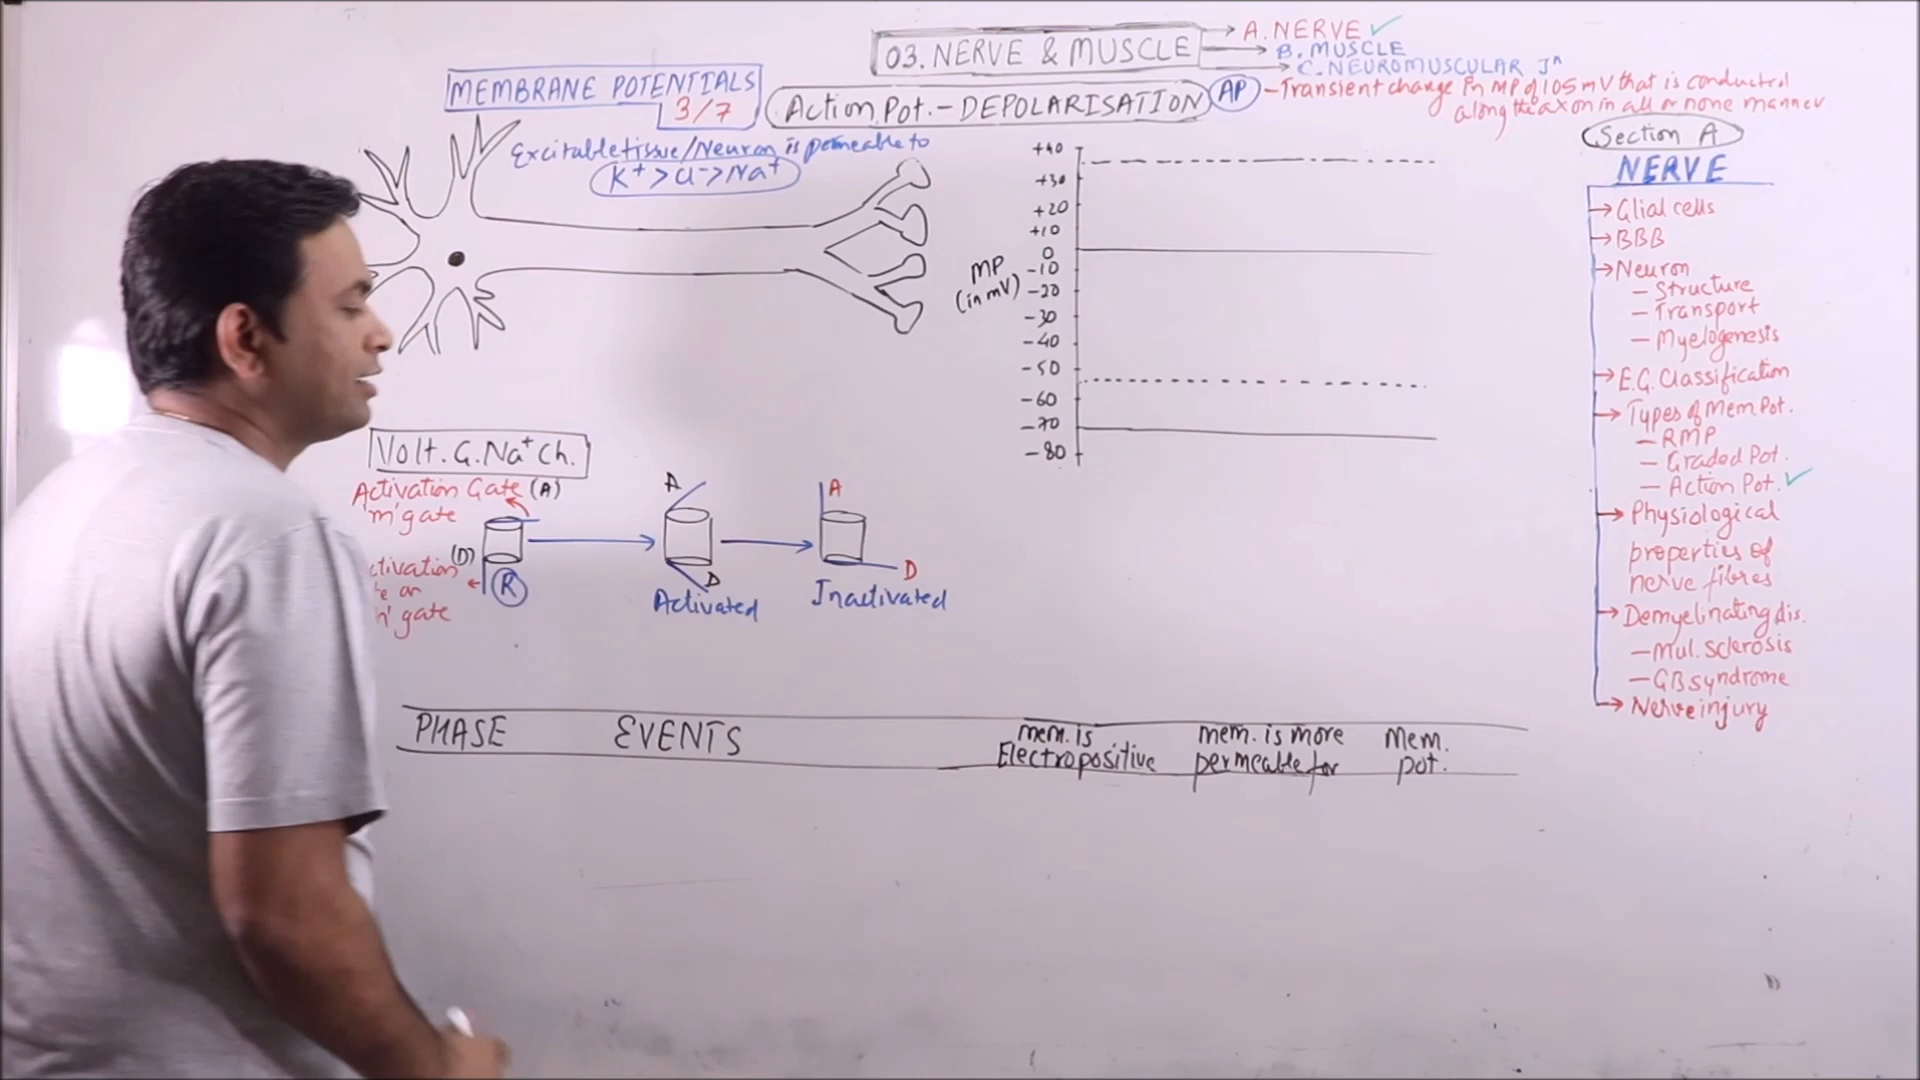 03. NERVE & MUSCLE
A. NERVE ✓
B. MUSCLE
C. NEUROMUSCULAR Jn
MEMBRANE POTENTIALS
3/7
Action Pot. - DEPOLARISATION
AP - Transient change in MP of 105 mV that is conducted
along the axon in all or none manner
Excitable tissue/Neuron is permeable to
K+ > Cl- > Na+
MP
(in mV)
+40
+30
+20
+10
0
-10
-20
-30
-40
-50
-60
-70
-80
Volt. G. Na+ Ch.
Activation Gate (A)
'm' gate
(D)
ctivation
gate
R
A
D
Activated
A
D
Inactivated
PHASE
EVENTS
mem. is
Electropositive
mem. is more
permeable for
Mem.
pot.
Section A
NERVE
Glial cells
BBB
Neuron
- Structure
- Transport
- Myelogenesis
E.G. Classification
Types of Mem. Pot.
- RMP
- Graded Pot.
- Action Pot. ✓
Physiological
properties of
nerve fibres
Demyelinating dis.
- Mul. Sclerosis
- GB syndrome
Nerve injury